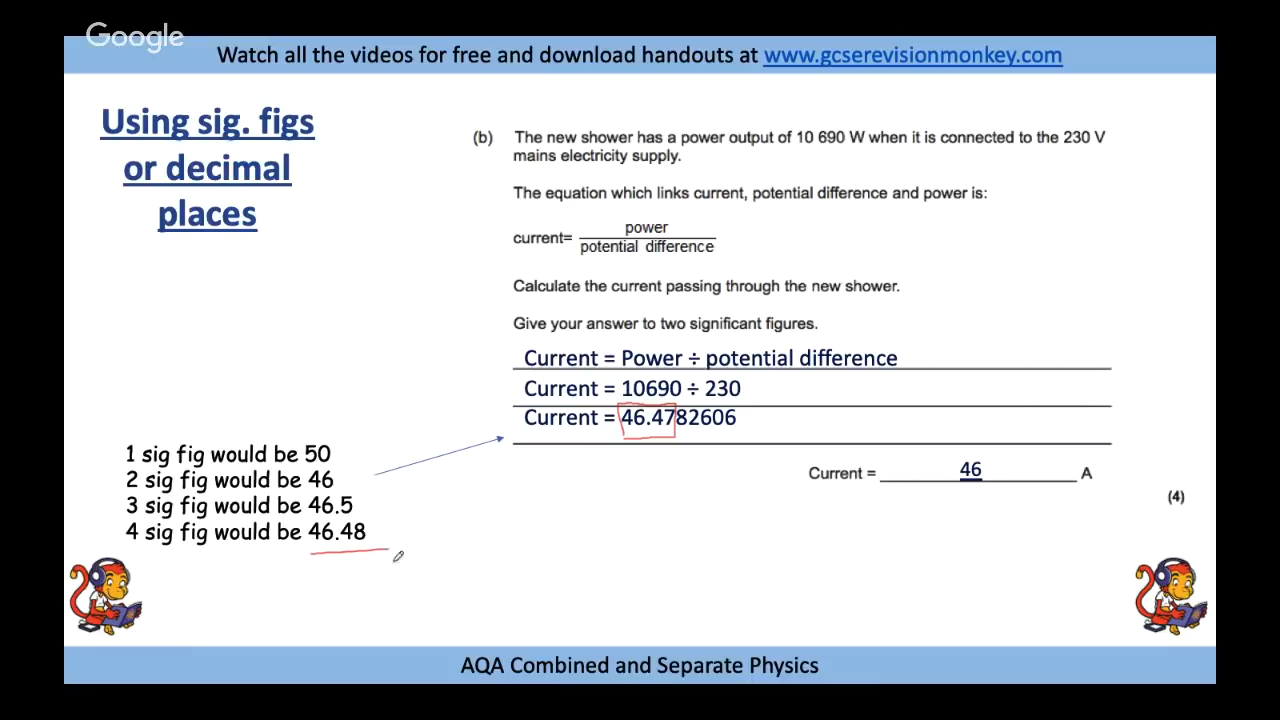 Google
Watch all the videos for free and download handouts at www.gcserevisionmonkey.com
Using sig. figs
or decimal
places
(b) The new shower has a power output of 10 690 W when it is connected to the 230 V
mains electricity supply.
The equation which links current, potential difference and power is:
current= power
potential difference
Calculate the current passing through the new shower.
Give your answer to two significant figures.
Current = Power ÷ potential difference
Current = 10690 ÷ 230
Current = 46.4782606
1 sig fig would be 50
2 sig fig would be 46
3 sig fig would be 46.5
4 sig fig would be 46.48
Current = 46 A
(4)
AQA Combined and Separate Physics